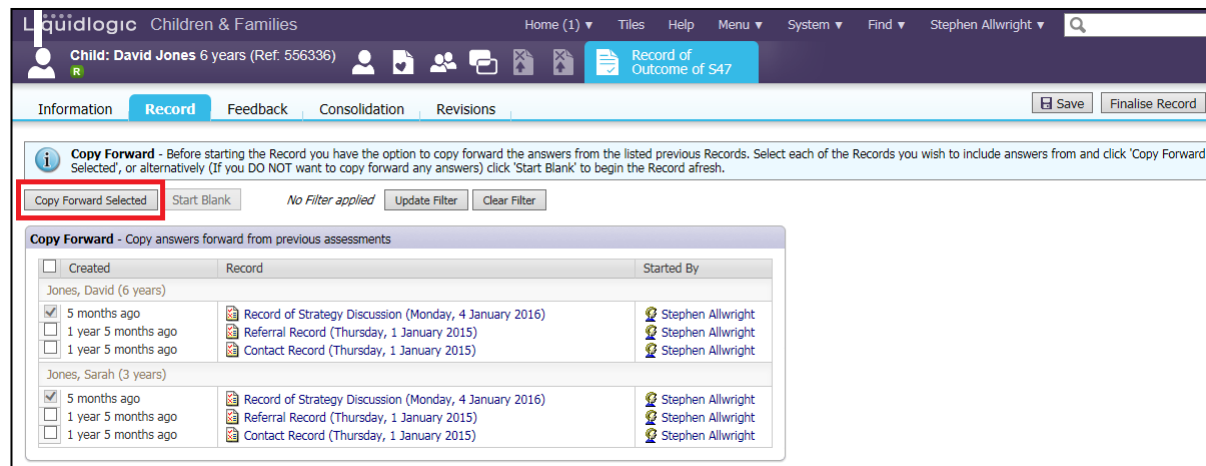 Liquidlogic Children & Families Home (1) ▼ Tiles Help Menu ▼ System ▼ Find ▼ Stephen Allwright ▼
Child: David Jones 6 years (Ref: 556336)
R
Record of
Outcome of S47
Information Record Feedback Consolidation Revisions Save Finalise Record
Copy Forward - Before starting the Record you have the option to copy forward the answers from the listed previous Records. Select each of the Records you wish to include answers from and click 'Copy Forward
Selected', or alternatively (If you DO NOT want to copy forward any answers) click 'Start Blank' to begin the Record afresh.
Copy Forward Selected Start Blank No Filter applied Update Filter Clear Filter
Copy Forward - Copy answers forward from previous assessments
Created Record Started By
Jones, David (6 years)
5 months ago Record of Strategy Discussion (Monday, 4 January 2016) Stephen Allwright
1 year 5 months ago Referral Record (Thursday, 1 January 2015) Stephen Allwright
1 year 5 months ago Contact Record (Thursday, 1 January 2015) Stephen Allwright
Jones, Sarah (3 years)
5 months ago Record of Strategy Discussion (Monday, 4 January 2016) Stephen Allwright
1 year 5 months ago Referral Record (Thursday, 1 January 2015) Stephen Allwright
1 year 5 months ago Contact Record (Thursday, 1 January 2015) Stephen Allwright